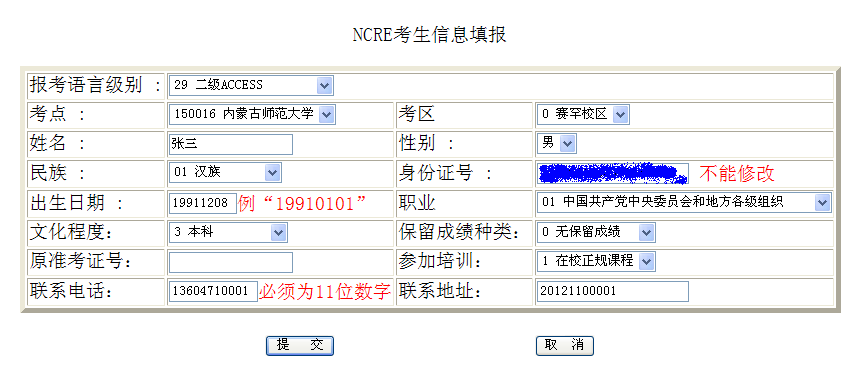 NCRE考生信息填报
报考语言级别 : 29 二级ACCESS
考点 : 150016 内蒙古师范大学 考区 0 赛罕校区
姓名 : 张三 性别 : 男
民族 : 01 汉族 身份证号 : 不能修改
出生日期 : 19911208 例“19910101” 职业 01 中国共产党中央委员会和地方各级组织
文化程度: 3 本科 保留成绩种类: 0 无保留成绩
原准考证号: 参加培训: 1 在校正规课程
联系电话: 13604710001 必须为11位数字 联系地址: 20121100001
提 交 取 消